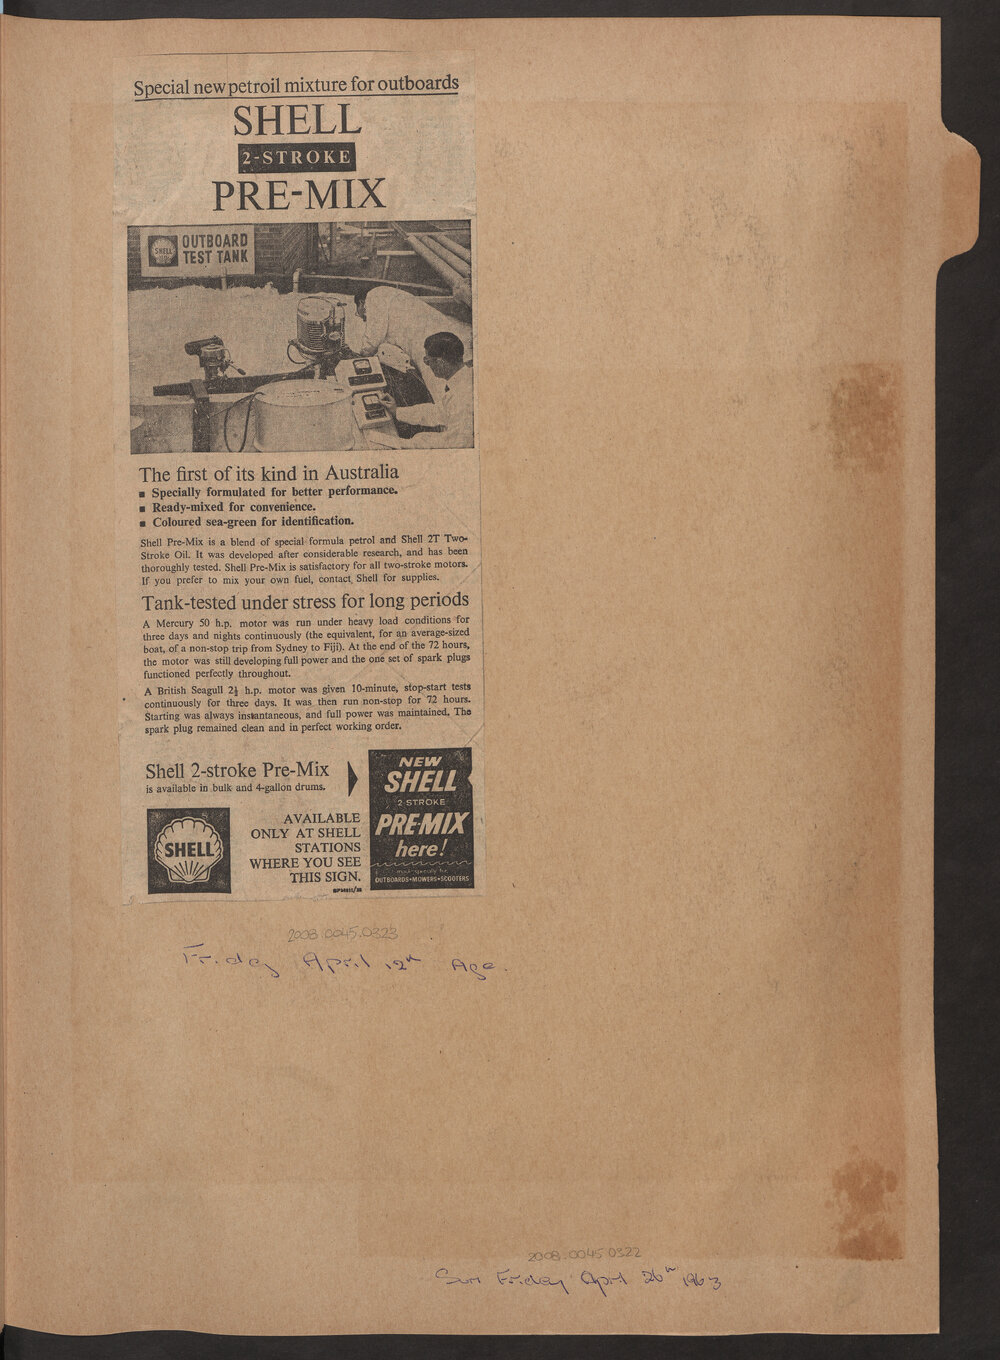 Special new petroil mixture for outboards
SHELL
2-STROKE
PRE-MIX
SHELL
OUTBOARD
TEST TANK
The first of its kind in Australia
■ Specially formulated for better performance.
■ Ready-mixed for convenience.
■ Coloured sea-green for identification.
Shell Pre-Mix is a blend of special formula petrol and Shell 2T Two-
Stroke Oil. It was developed after considerable research, and has been
thoroughly tested. Shell Pre-Mix is satisfactory for all two-stroke motors.
If you prefer to mix your own fuel, contact Shell for supplies.
Tank-tested under stress for long periods
A Mercury 50 h.p. motor was run under heavy load conditions for
three days and nights continuously (the equivalent, for an average-sized
boat, of a non-stop trip from Sydney to Fiji). At the end of the 72 hours,
the motor was still developing full power and the one set of spark plugs
functioned perfectly throughout.
A British Seagull 2½ h.p. motor was given 10-minute, stop-start tests
continuously for three days. It was then run non-stop for 72 hours.
Starting was always instantaneous, and full power was maintained. The
spark plug remained clean and in perfect working order.
Shell 2-stroke Pre-Mix
is available in bulk and 4-gallon drums.
SHELL
AVAILABLE
ONLY AT SHELL
STATIONS
WHERE YOU SEE
THIS SIGN.
NEW
SHELL
2 STROKE
PRE-MIX
here!
OUTBOARDS•MOWERS•SCOOTERS
2008.0045.0323
Friday April 12th Age.
2008.0045.0322
Sun Friday April 26th 1963